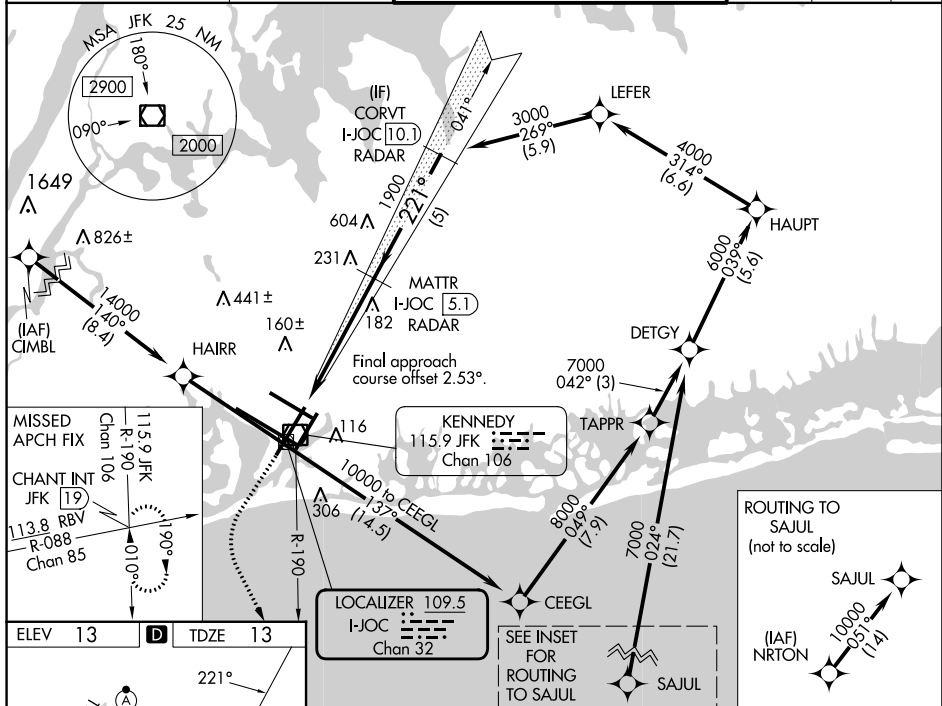 MSA JFK 25 NM
180°
2900
090°
2000
1649
826±
(IAF)
CIMBL
14000
140°
(8.4)
HAIRR
441±
160±
604
231
182
(IF)
CORVT
I-JOC 10.1
RADAR
041°
1900
221°
(5)
MATTR
I-JOC 5.1
RADAR
Final approach
course offset 2.53°.
LEFER
3000
269°
(5.9)
4000
314°
(6.6)
HAUPT
6000
039°
(5.6)
DETGY
7000
042° (3)
TAPPR
KENNEDY
115.9 JFK
Chan 106
116
306
10000 to CEEGL
137°
(14.5)
R-190
8000
049°
(7.9)
7000
024°
(21.7)
CEEGL
LOCALIZER 109.5
I-JOC
Chan 32
SEE INSET
FOR
ROUTING
TO SAJUL
SAJUL
ROUTING TO
SAJUL
(not to scale)
SAJUL
10000
051°
(14)
(IAF)
NRTON
MISSED
APCH FIX
115.9 JFK
R-190
Chan 106
CHANT INT
JFK 19
113.8 RBV
R-088
Chan 85
190°
010°
ELEV 13
D
TDZE 13
221°
A